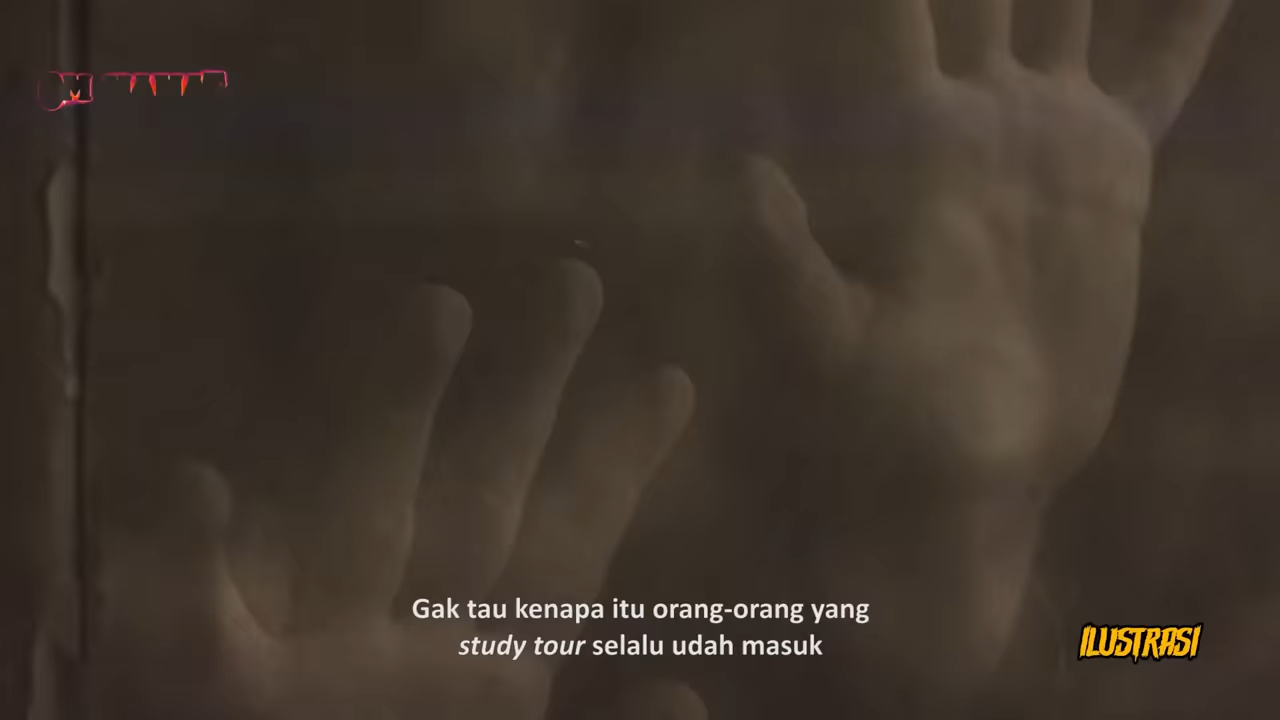 Gak tau kenapa itu orang-orang yang
study tour selalu udah masuk
ILUSTRASI